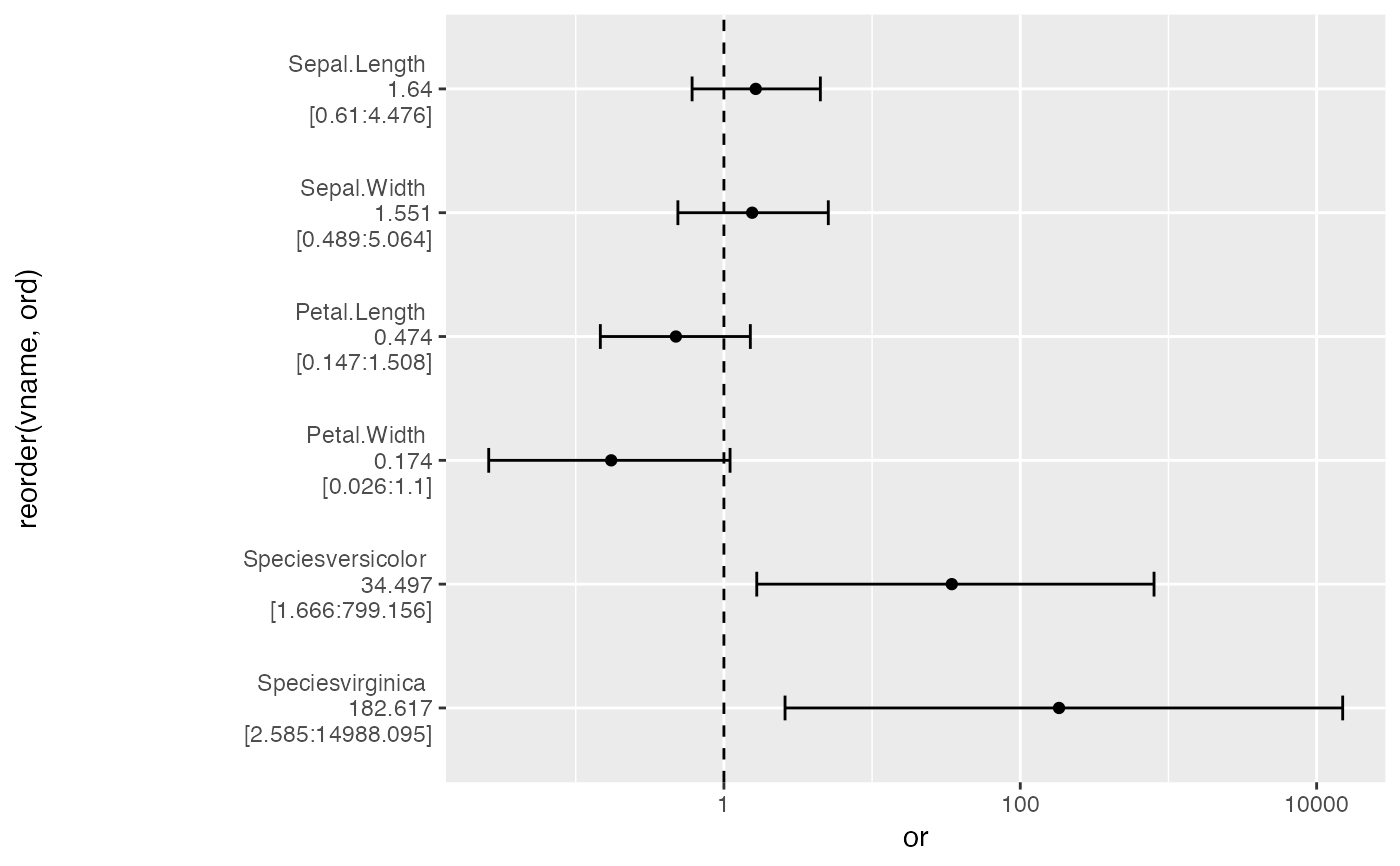 reorder(vname, ord)
Sepal.Length
1.64
[0.61:4.476]
Sepal.Width
1.551
[0.489:5.064]
Petal.Length
0.474
[0.147:1.508]
Petal.Width
0.174
[0.026:1.1]
Speciesversicolor
34.497
[1.666:799.156]
Speciesvirginica
182.617
[2.585:14988.095]
1 100 10000
or